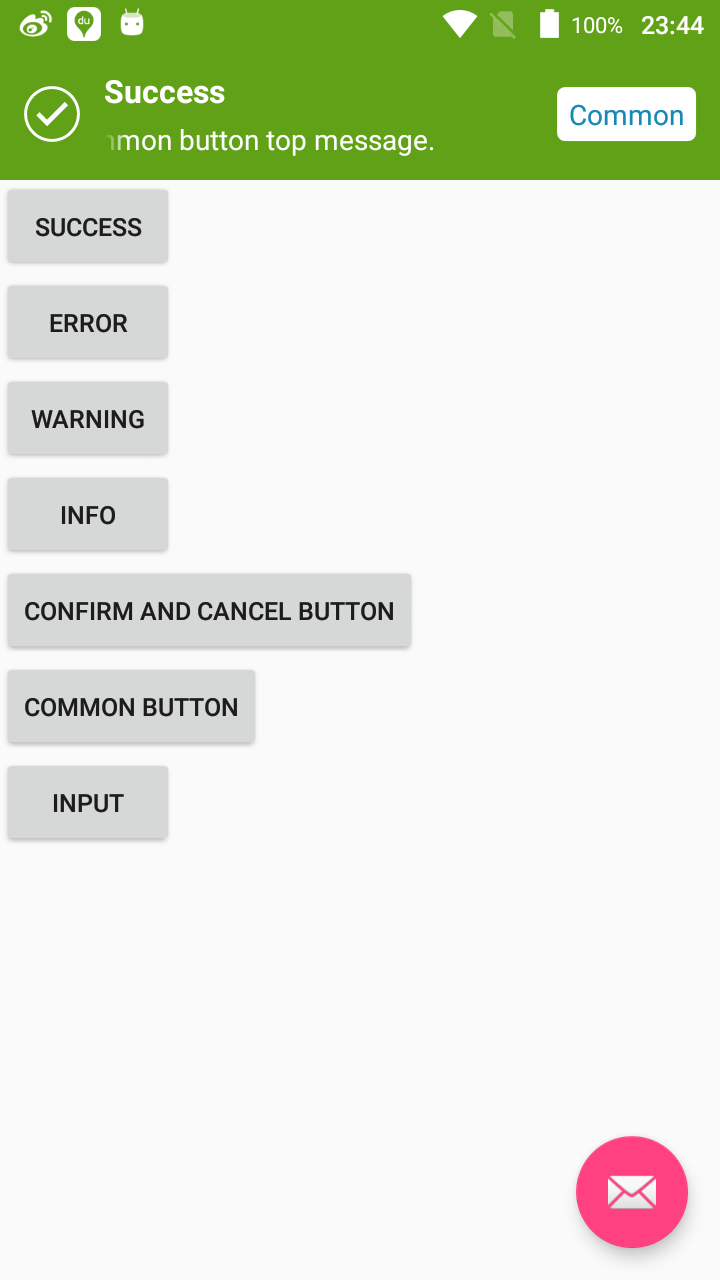 du
100% 23:44
Success
mon button top message.
Common
SUCCESS
ERROR
WARNING
INFO
CONFIRM AND CANCEL BUTTON
COMMON BUTTON
INPUT